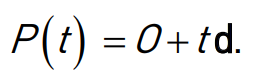 P(t) = O + td.